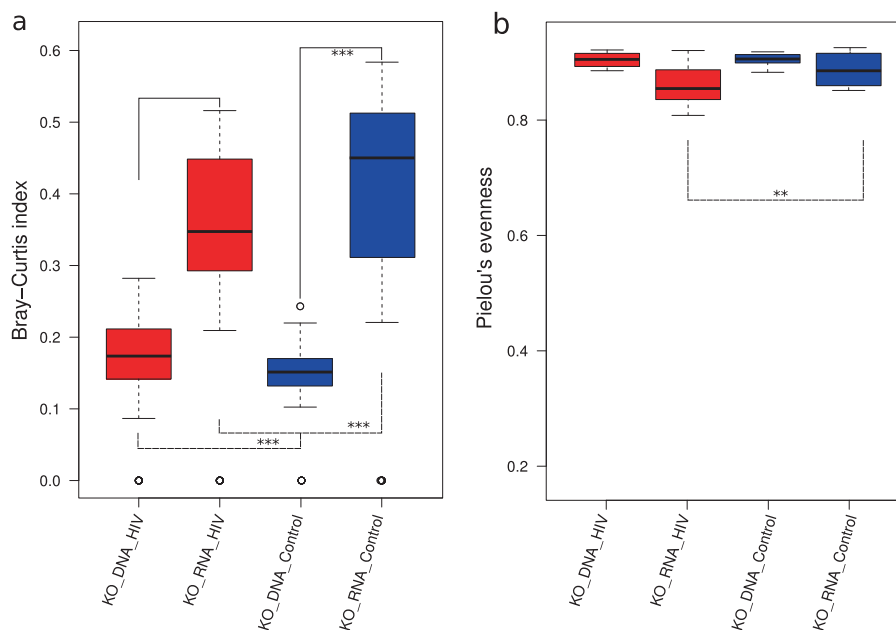 a
Bray−Curtis index
0.6
0.5
0.4
0.3
0.2
0.1
0.0
***
***
***
KO_DNA_HIV
KO_RNA_HIV
KO_DNA_Control
KO_RNA_Control
b
Pielou's evenness
0.8
0.6
0.4
0.2
**
KO_DNA_HIV
KO_RNA_HIV
KO_DNA_Control
KO_RNA_Control